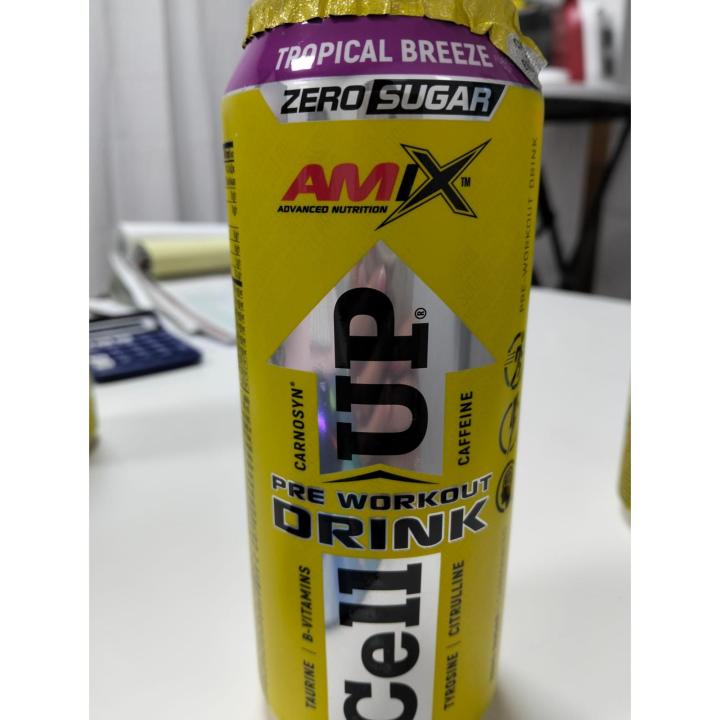 TROPICAL BREEZE
ZERO SUGAR
AMIX™
ADVANCED NUTRITION
PRE-WORKOUT DRINK
UP®
CARNOSYN®
CAFFEINE
PRE WORKOUT
DRINK
Cell
TAURINE | B-VITAMINS
TYROSINE | CITRULLINE